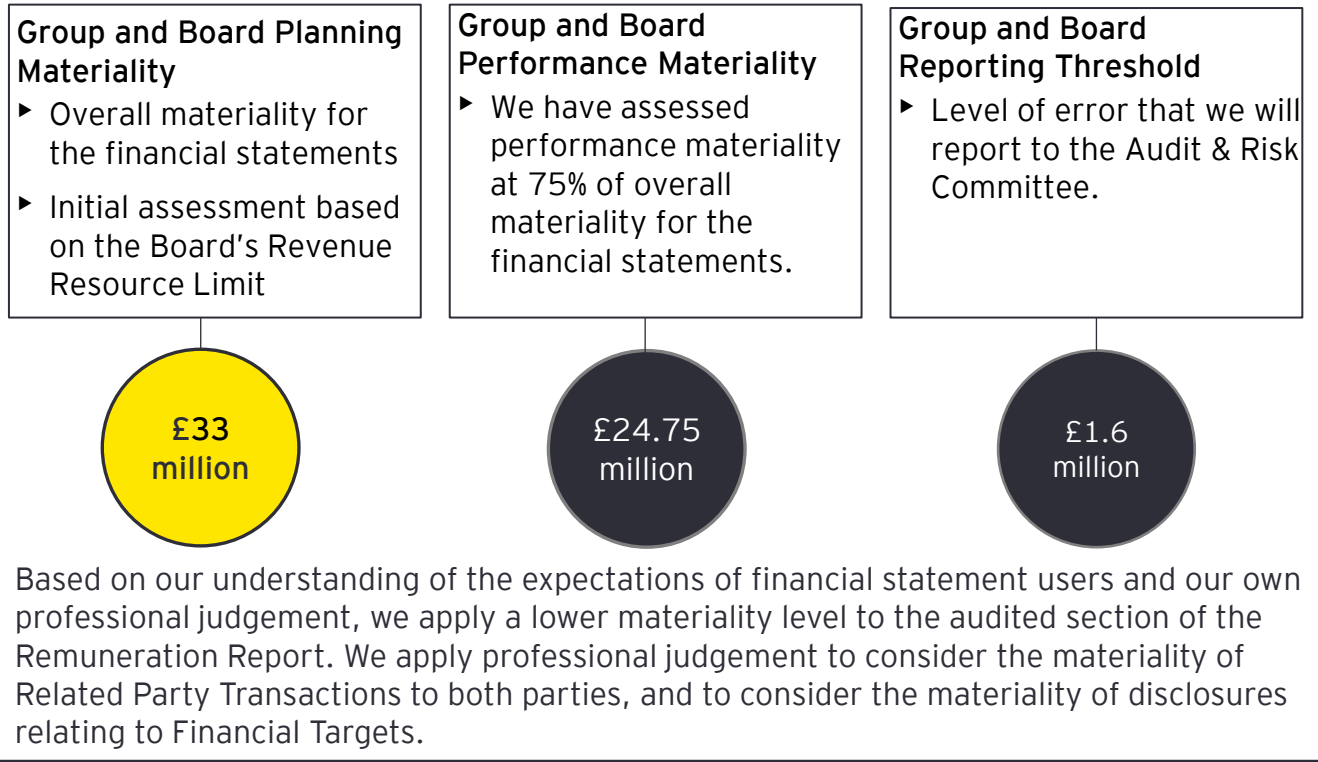 Group and Board Planning
Materiality
▸ Overall materiality for
the financial statements
▸ Initial assessment based
on the Board’s Revenue
Resource Limit
£33
million
Group and Board
Performance Materiality
▸ We have assessed
performance materiality
at 75% of overall
materiality for the
financial statements.
£24.75
million
Group and Board
Reporting Threshold
▸ Level of error that we will
report to the Audit & Risk
Committee.
£1.6
million
Based on our understanding of the expectations of financial statement users and our own
professional judgement, we apply a lower materiality level to the audited section of the
Remuneration Report. We apply professional judgement to consider the materiality of
Related Party Transactions to both parties, and to consider the materiality of disclosures
relating to Financial Targets.